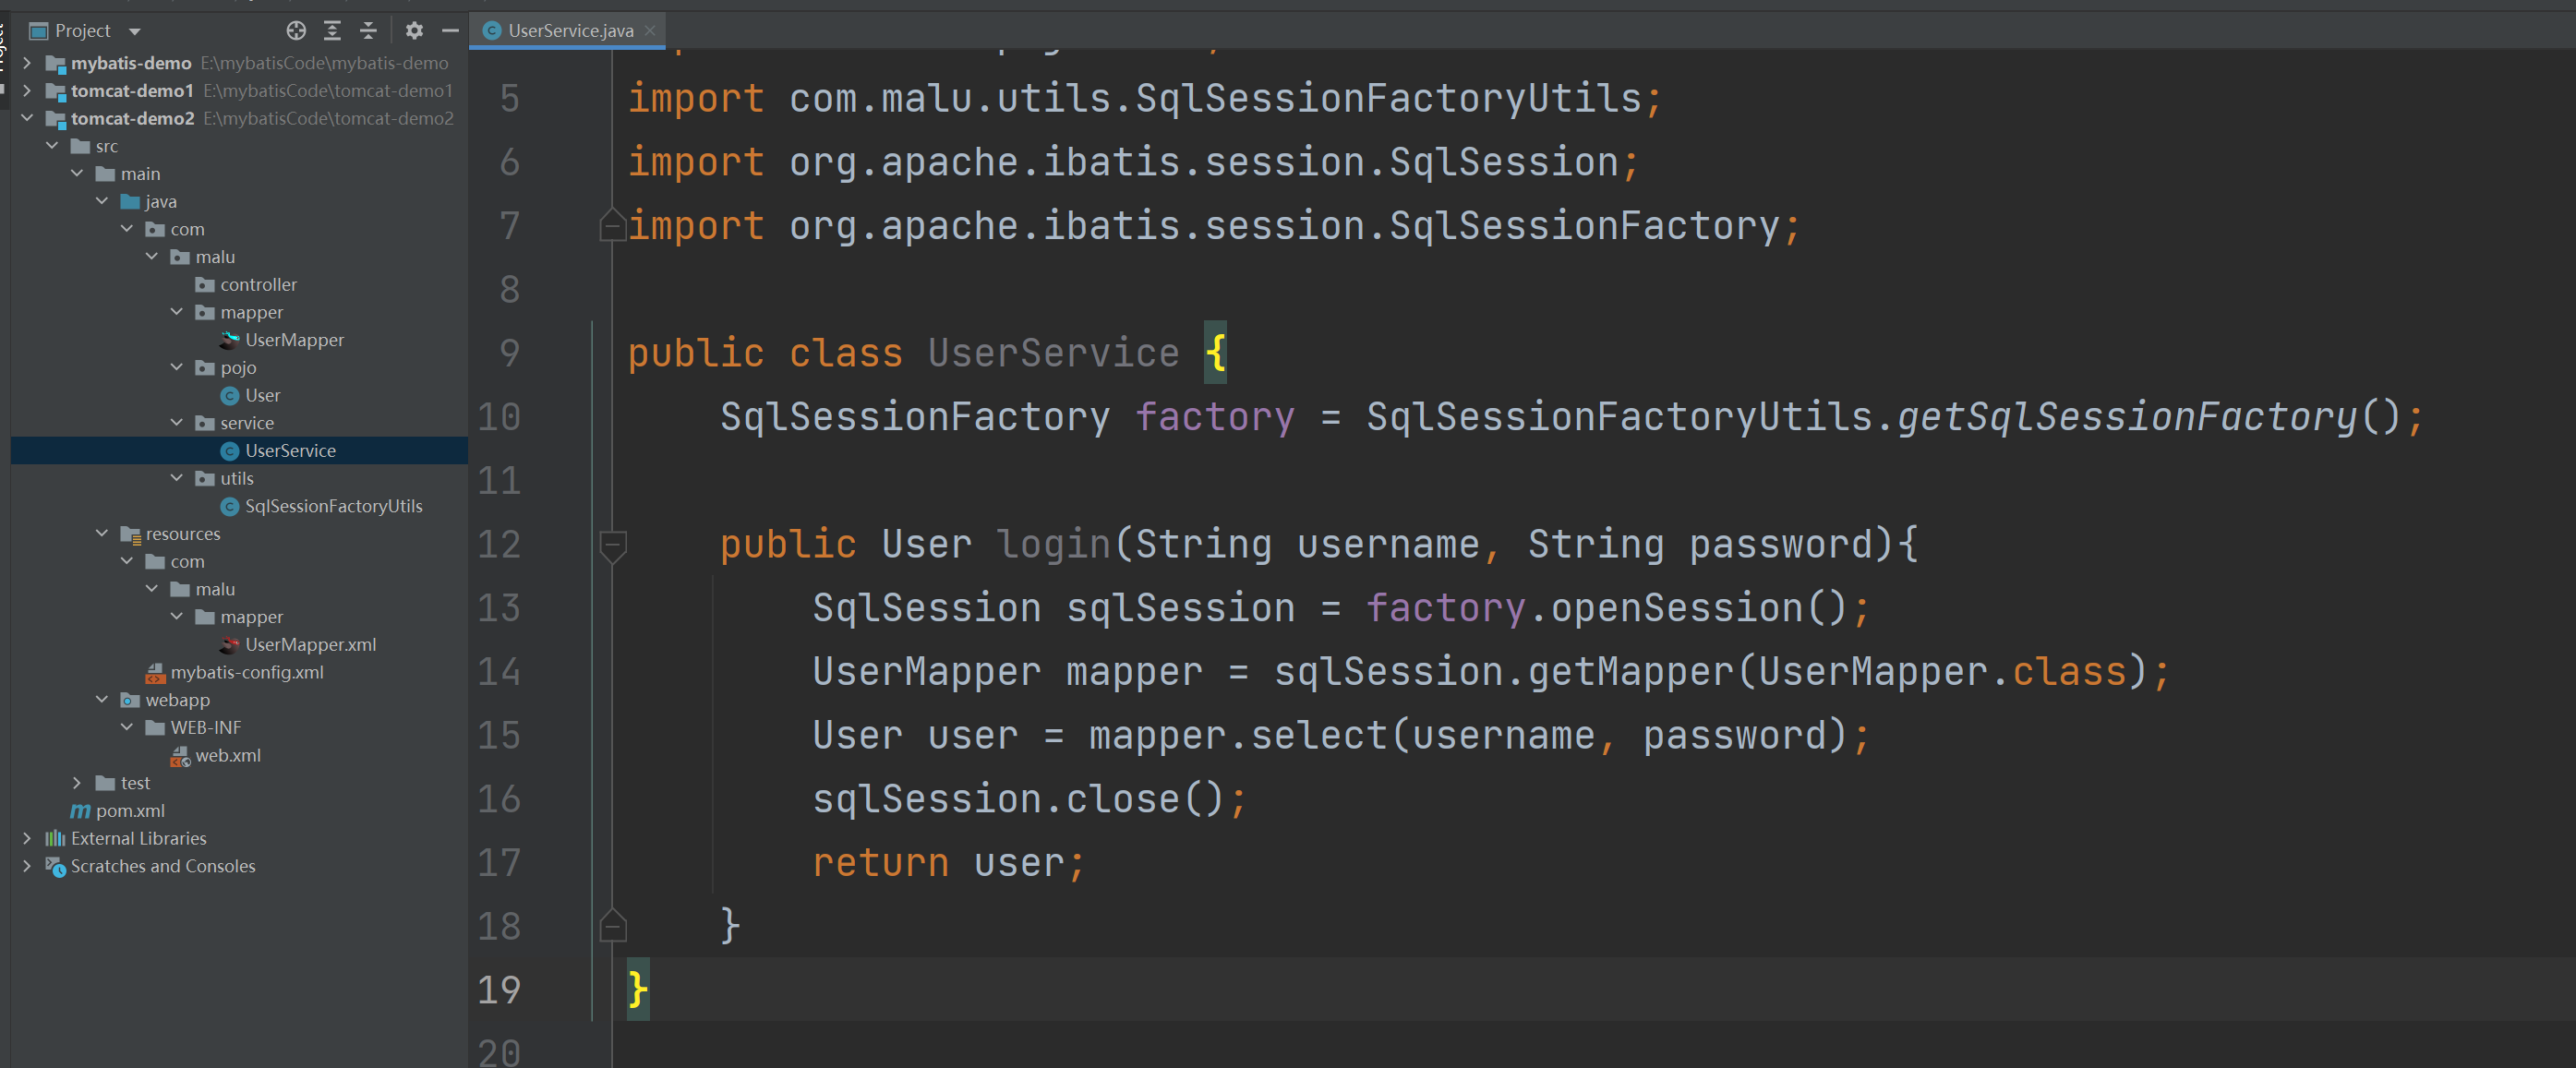 Project
mybatis-demo E:\mybatisCode\mybatis-demo
tomcat-demo1 E:\mybatisCode\tomcat-demo1
tomcat-demo2 E:\mybatisCode\tomcat-demo2
src
main
java
com
malu
controller
mapper
UserMapper
pojo
User
service
UserService
utils
SqlSessionFactoryUtils
resources
com
malu
mapper
UserMapper.xml
mybatis-config.xml
webapp
WEB-INF
web.xml
test
pom.xml
External Libraries
Scratches and Consoles
UserService.java
5 import com.malu.utils.SqlSessionFactoryUtils;
6 import org.apache.ibatis.session.SqlSession;
7 import org.apache.ibatis.session.SqlSessionFactory;
8
9 public class UserService {
10 SqlSessionFactory factory = SqlSessionFactoryUtils.getSqlSessionFactory();
11
12 public User login(String username, String password){
13 SqlSession sqlSession = factory.openSession();
14 UserMapper mapper = sqlSession.getMapper(UserMapper.class);
15 User user = mapper.select(username, password);
16 sqlSession.close();
17 return user;
18 }
19 }
20